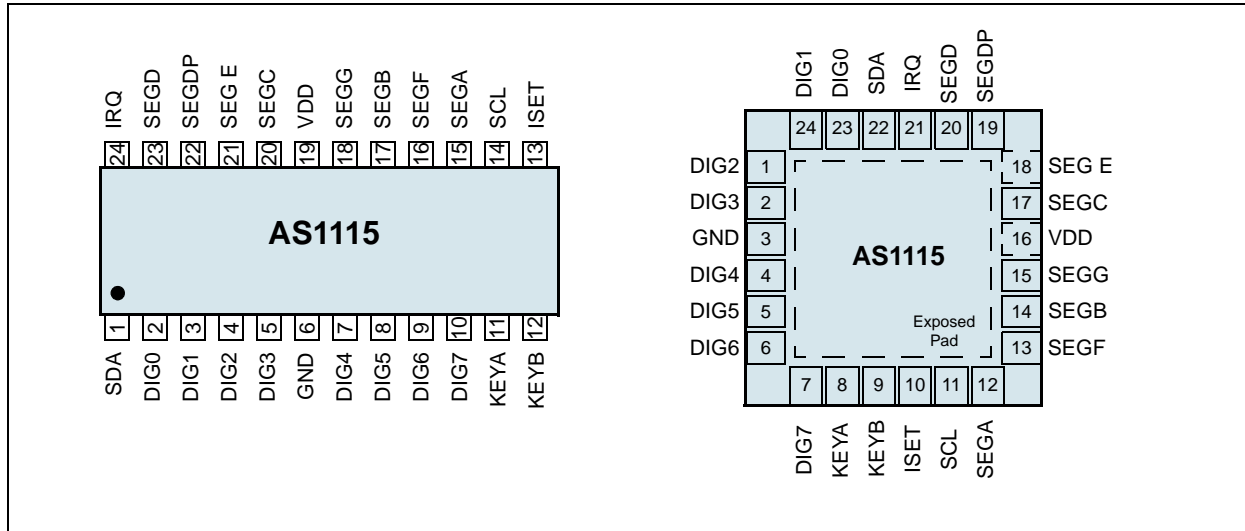 IRQ SEGD SEGDP SEG E SEGC VDD SEGG SEGB SEGF SEGA SCL ISET
24 23 22 21 20 19 18 17 16 15 14 13
AS1115
1 2 3 4 5 6 7 8 9 10 11 12
SDA DIG0 DIG1 DIG2 DIG3 GND DIG4 DIG5 DIG6 DIG7 KEYA KEYB
DIG1 DIG0 SDA IRQ SEGD SEGDP
24 23 22 21 20 19
DIG2 1 18 SEG E
DIG3 2 17 SEGC
GND 3 16 VDD
AS1115
DIG4 4 15 SEGG
DIG5 5 14 SEGB
Exposed
Pad
DIG6 6 13 SEGF
7 8 9 10 11 12
DIG7 KEYA KEYB ISET SCL SEGA